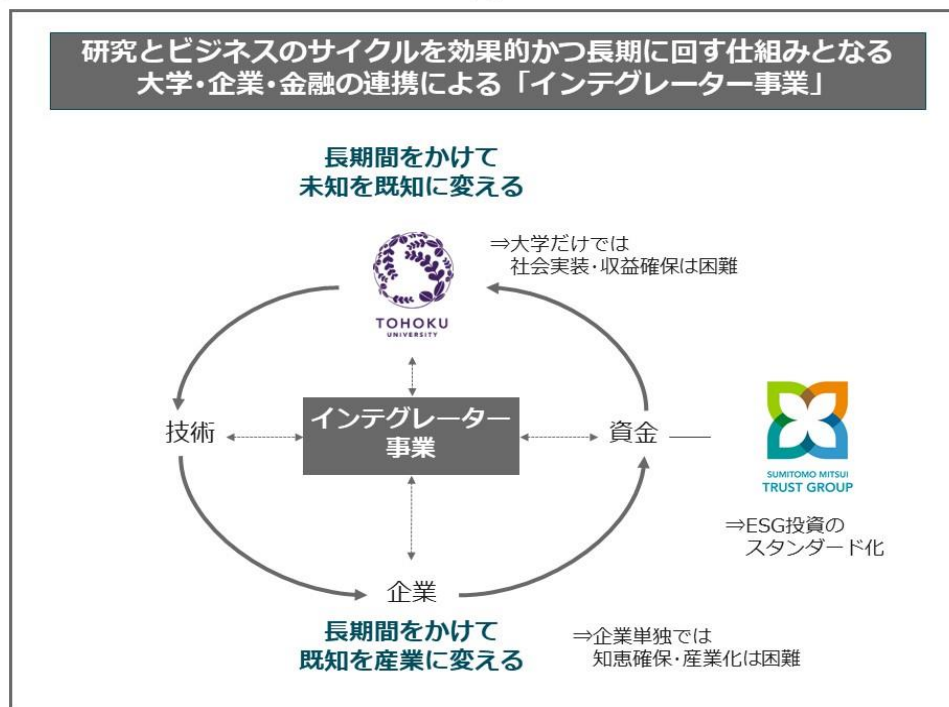 研究とビジネスのサイクルを効果的かつ長期に回す仕組みとなる
大学・企業・金融の連携による「インテグレーター事業」
長期間をかけて
未知を既知に変える
⇒大学だけでは
社会実装・収益確保は困難
TOHOKU
UNIVERSITY
技術
インテグレーター
事業
資金
SUMITOMO MITSUI
TRUST GROUP
⇒ESG投資の
スタンダード化
企業
長期間をかけて
既知を産業に変える
⇒企業単独では
知恵確保・産業化は困難